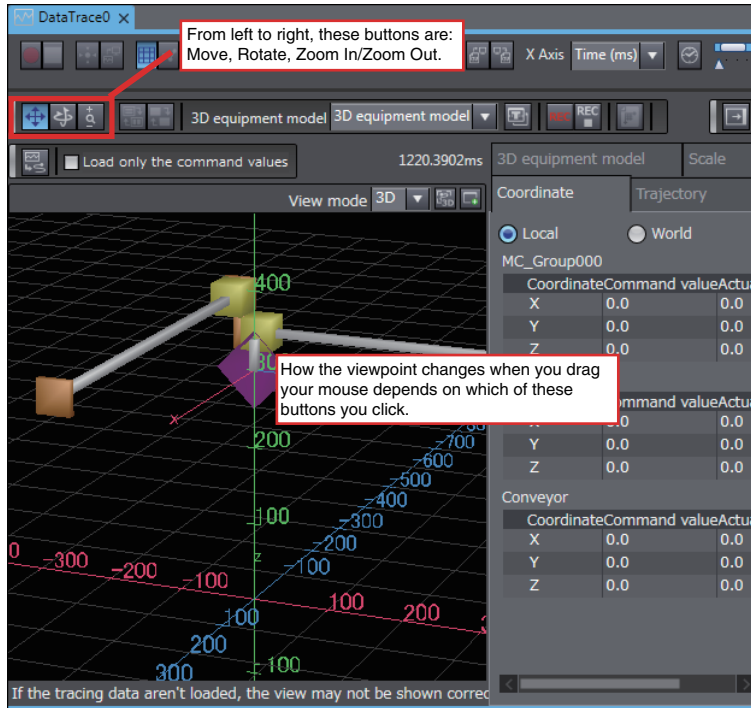 DataTrace0 ×
From left to right, these buttons are:
Move, Rotate, Zoom In/Zoom Out.
X Axis Time (ms)
3D equipment model 3D equipment model
REC REC
Load only the command values
1220.3902ms
3D equipment model Scale
View mode 3D
Coordinate Trajectory
Local World
MC_Group000
Coordinate Command value Actua
X 0.0 0.0
Y 0.0 0.0
Z 0.0 0.0
How the viewpoint changes when you drag
your mouse depends on which of these
buttons you click.
mmand valueActua
X 0.0 0.0
Y 0.0 0.0
Z 0.0 0.0
Conveyor
Coordinate Command value Actua
X 0.0 0.0
Y 0.0 0.0
Z 0.0 0.0
400
200
100
-100
x
z
-700
-600
-500
-400
-300
-200
-100
100
200
300
-300
-200
-100
100
200
If the tracing data aren't loaded, the view may not be shown correc